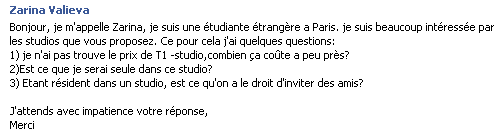 Zarina Valieva
Bonjour, je m'appelle Zarina, je suis une étudiante étrangère a Paris. je suis beaucoup intéressée par
les studios que vous proposez. Ce pour cela j'ai quelques questions:
1) je n'ai pas trouve le prix de T1 -studio,combien ça coûte a peu près?
2)Est ce que je serai seule dans ce studio?
3) Etant résident dans un studio, est ce qu'on a le droit d'inviter des amis?
J'attends avec impatience votre réponse,
Merci